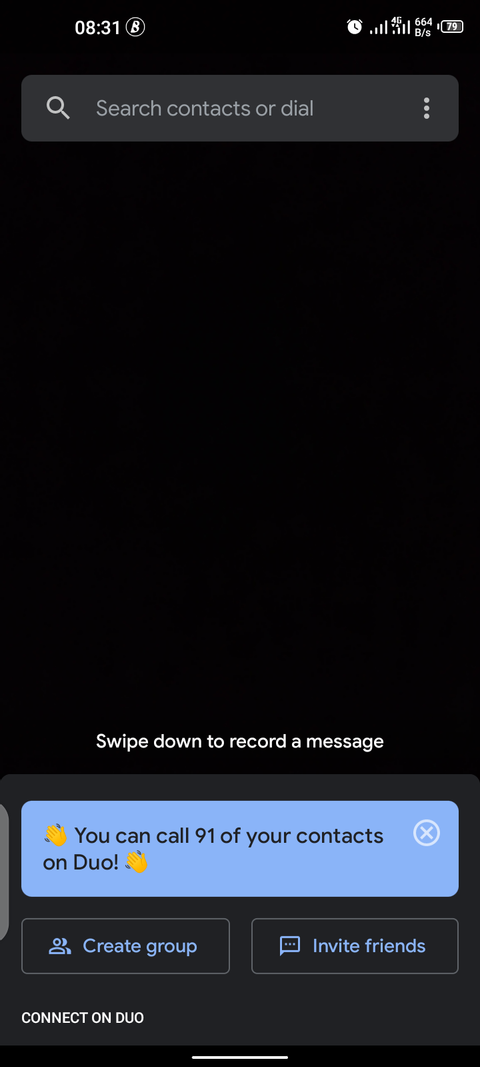 08:31
4G 664 B/s 79
Search contacts or dial
Swipe down to record a message
👋 You can call 91 of your contacts
on Duo! 👋
Create group
Invite friends
CONNECT ON DUO